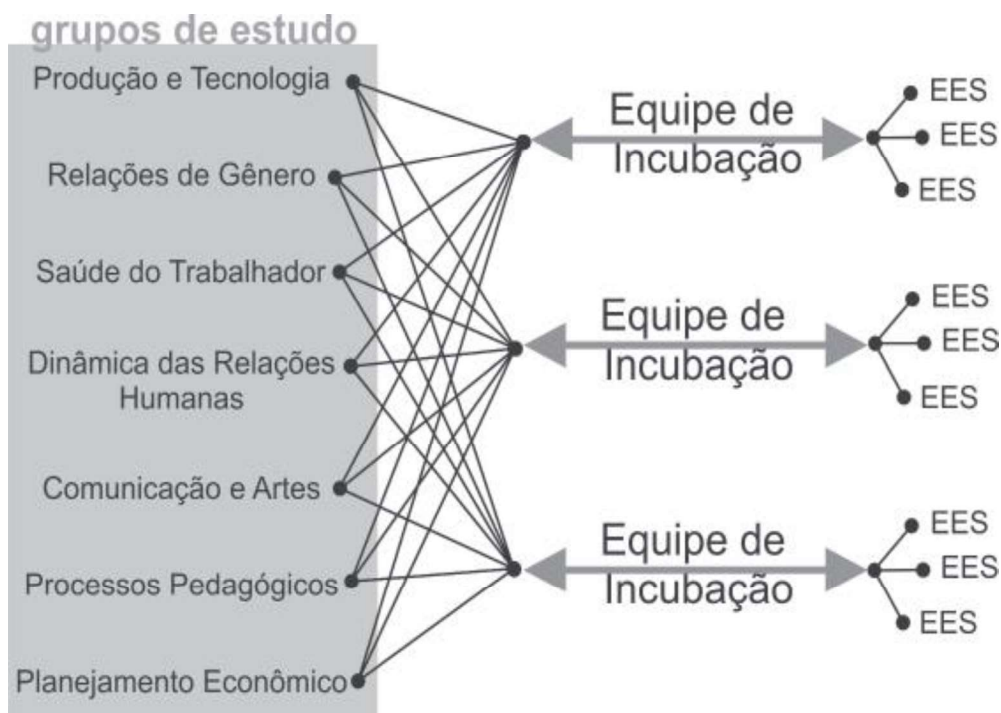 grupos de estudo
Produção e Tecnologia
Relações de Gênero
Saúde do Trabalhador
Dinâmica das Relações
Humanas
Comunicação e Artes
Processos Pedagógicos
Planejamento Econômico
Equipe de
Incubação
EES
EES
EES
Equipe de
Incubação
EES
EES
EES
Equipe de
Incubação
EES
EES
EES